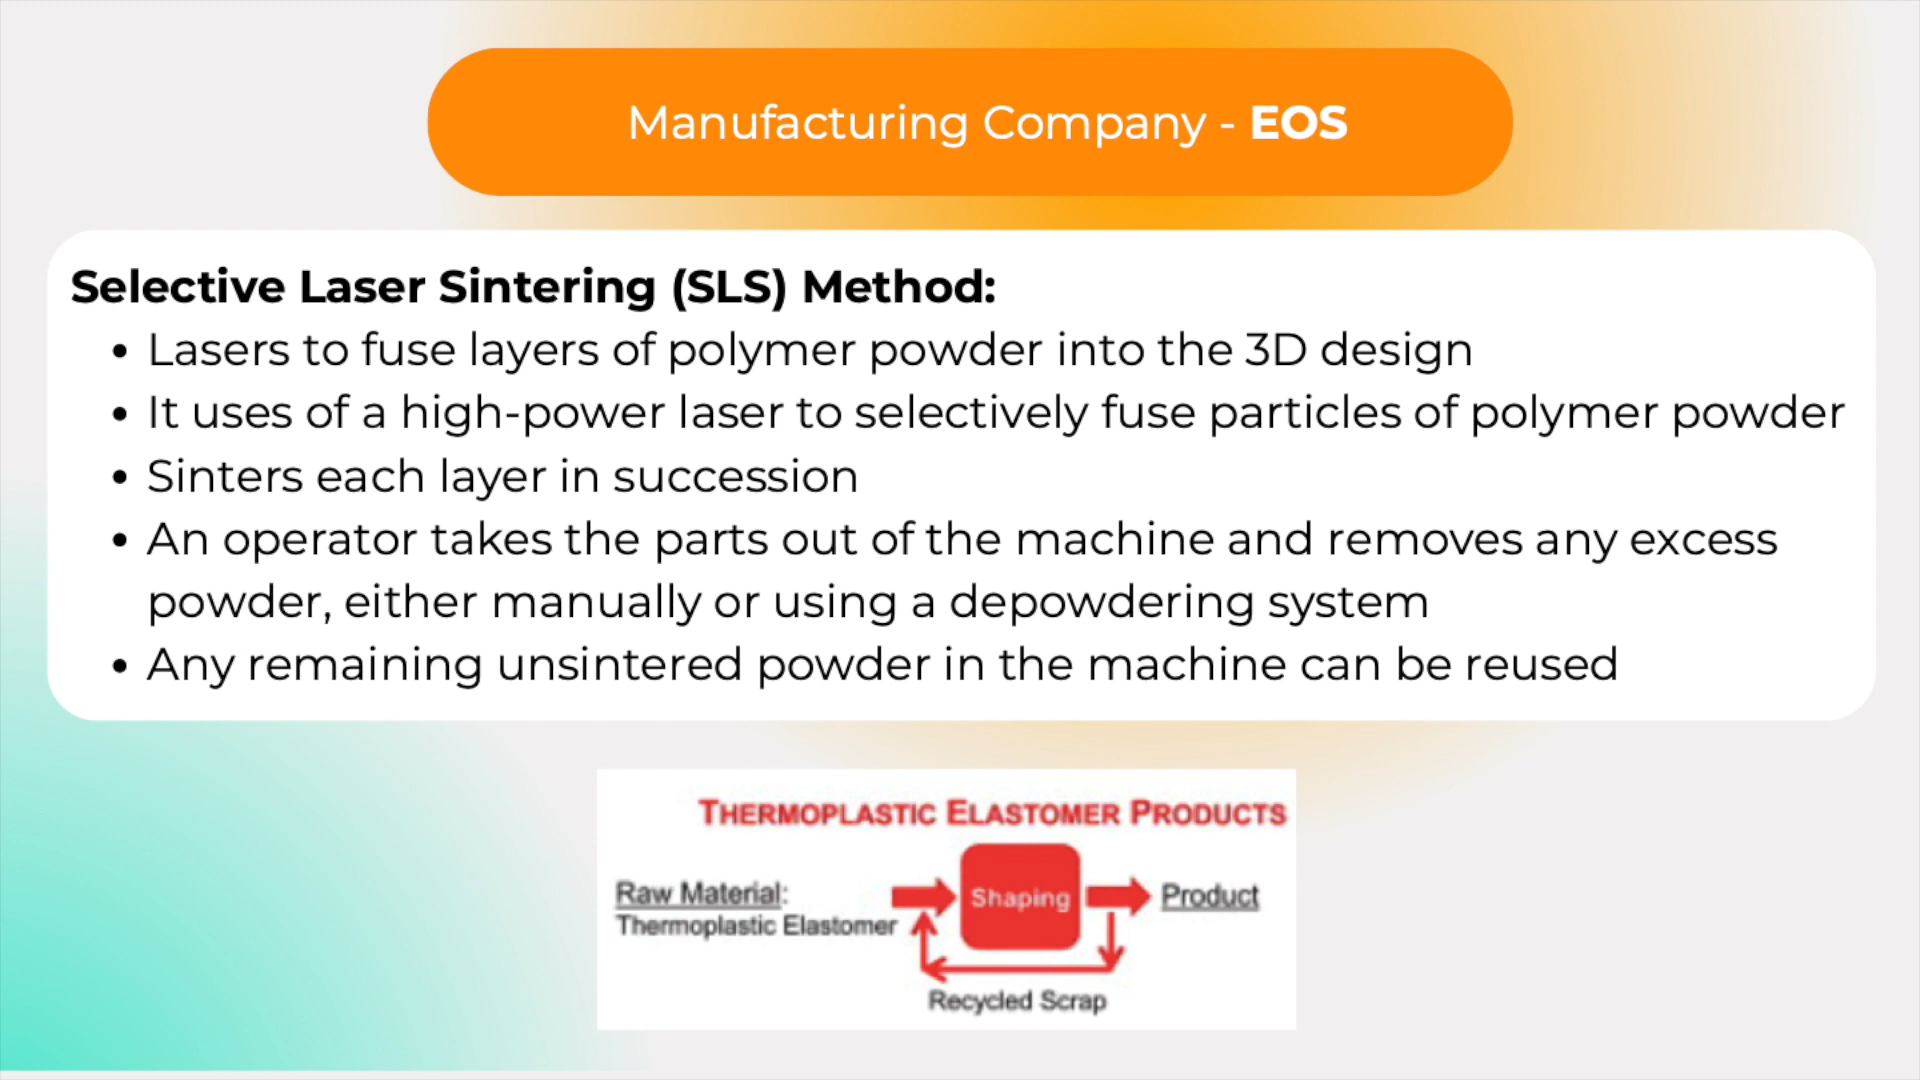 Manufacturing Company - EOS
Selective Laser Sintering (SLS) Method:
• Lasers to fuse layers of polymer powder into the 3D design
• It uses of a high-power laser to selectively fuse particles of polymer powder
• Sinters each layer in succession
• An operator takes the parts out of the machine and removes any excess
powder, either manually or using a depowdering system
• Any remaining unsintered powder in the machine can be reused
THERMOPLASTIC ELASTOMER PRODUCTS
Raw Material:
Thermoplastic Elastomer
Shaping
Product
Recycled Scrap